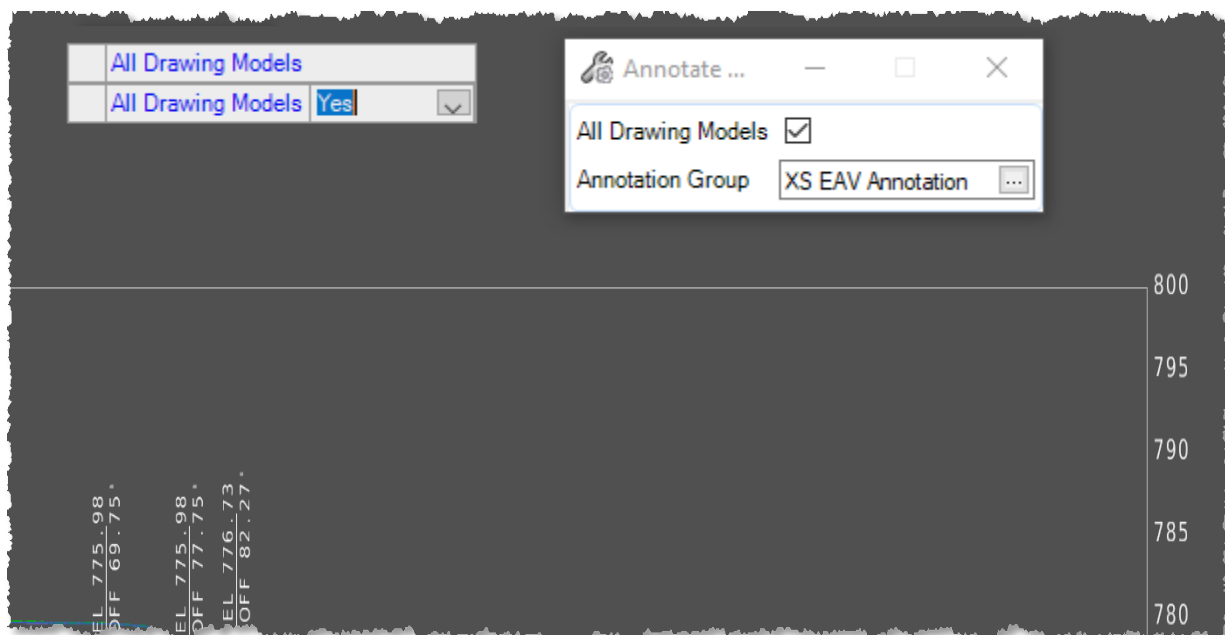 All Drawing Models
All Drawing Models Yes
Annotate ...
All Drawing Models
Annotation Group XS EAV Annotation ...
800
795
790
785
780
EL 775.98
OFF 69.75'
EL 775.98
OFF 77.75'
EL 776.73
OFF 82.27'